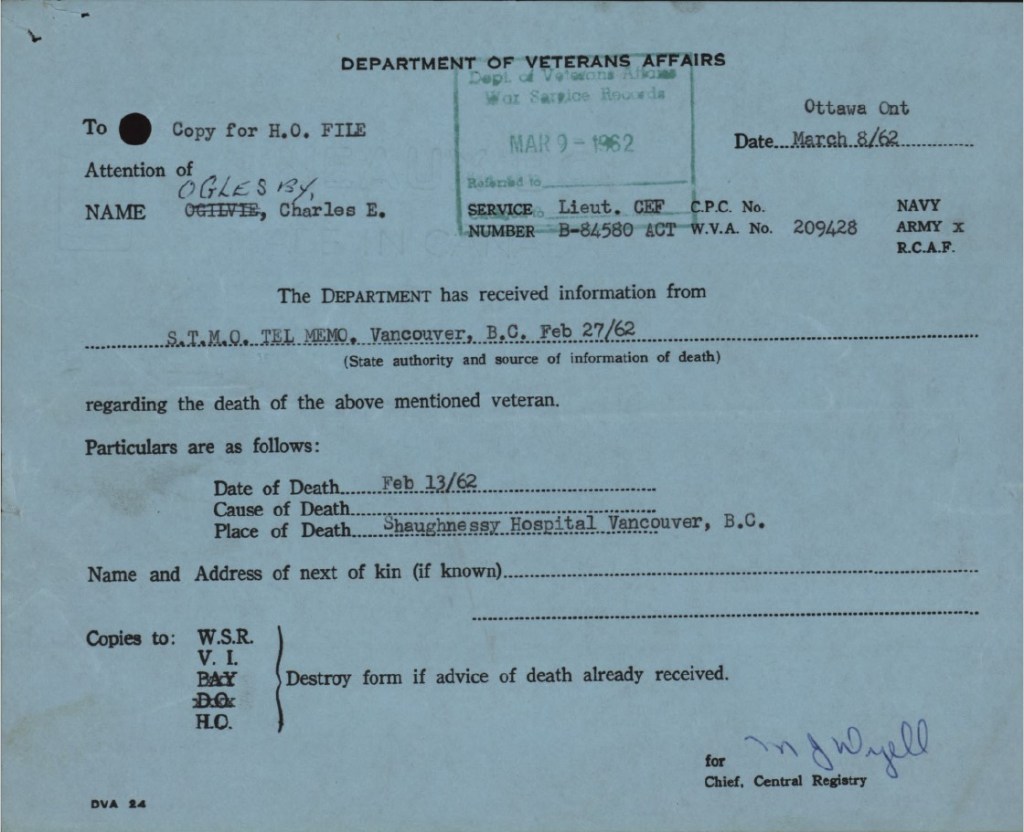 DEPARTMENT OF VETERANS AFFAIRS
Dept. of Veterans Affairs
War Service Records
MAR 9 - 1962
Referred to
Ottawa Ont
To Copy for H.O. FILE
Date March 8/62
Attention of
OGLESBY,
NAME OGILVIE, Charles E.
SERVICE NUMBER Lieut. CEF B-84580 ACT
C.P.C. No.
W.V.A. No. 209428
NAVY
ARMY x
R.C.A.F.
The DEPARTMENT has received information from
S.T.M.O. TEL MEMO, Vancouver, B.C. Feb 27/62
(State authority and source of information of death)
regarding the death of the above mentioned veteran.
Particulars are as follows:
Date of Death Feb 13/62
Cause of Death
Place of Death Shaughnessy Hospital Vancouver, B.C.
Name and Address of next of kin (if known)
Copies to: W.S.R.
V. I.
PAY
D.O.
H.O.
Destroy form if advice of death already received.
M J Wyell
for
Chief, Central Registry
DVA 24